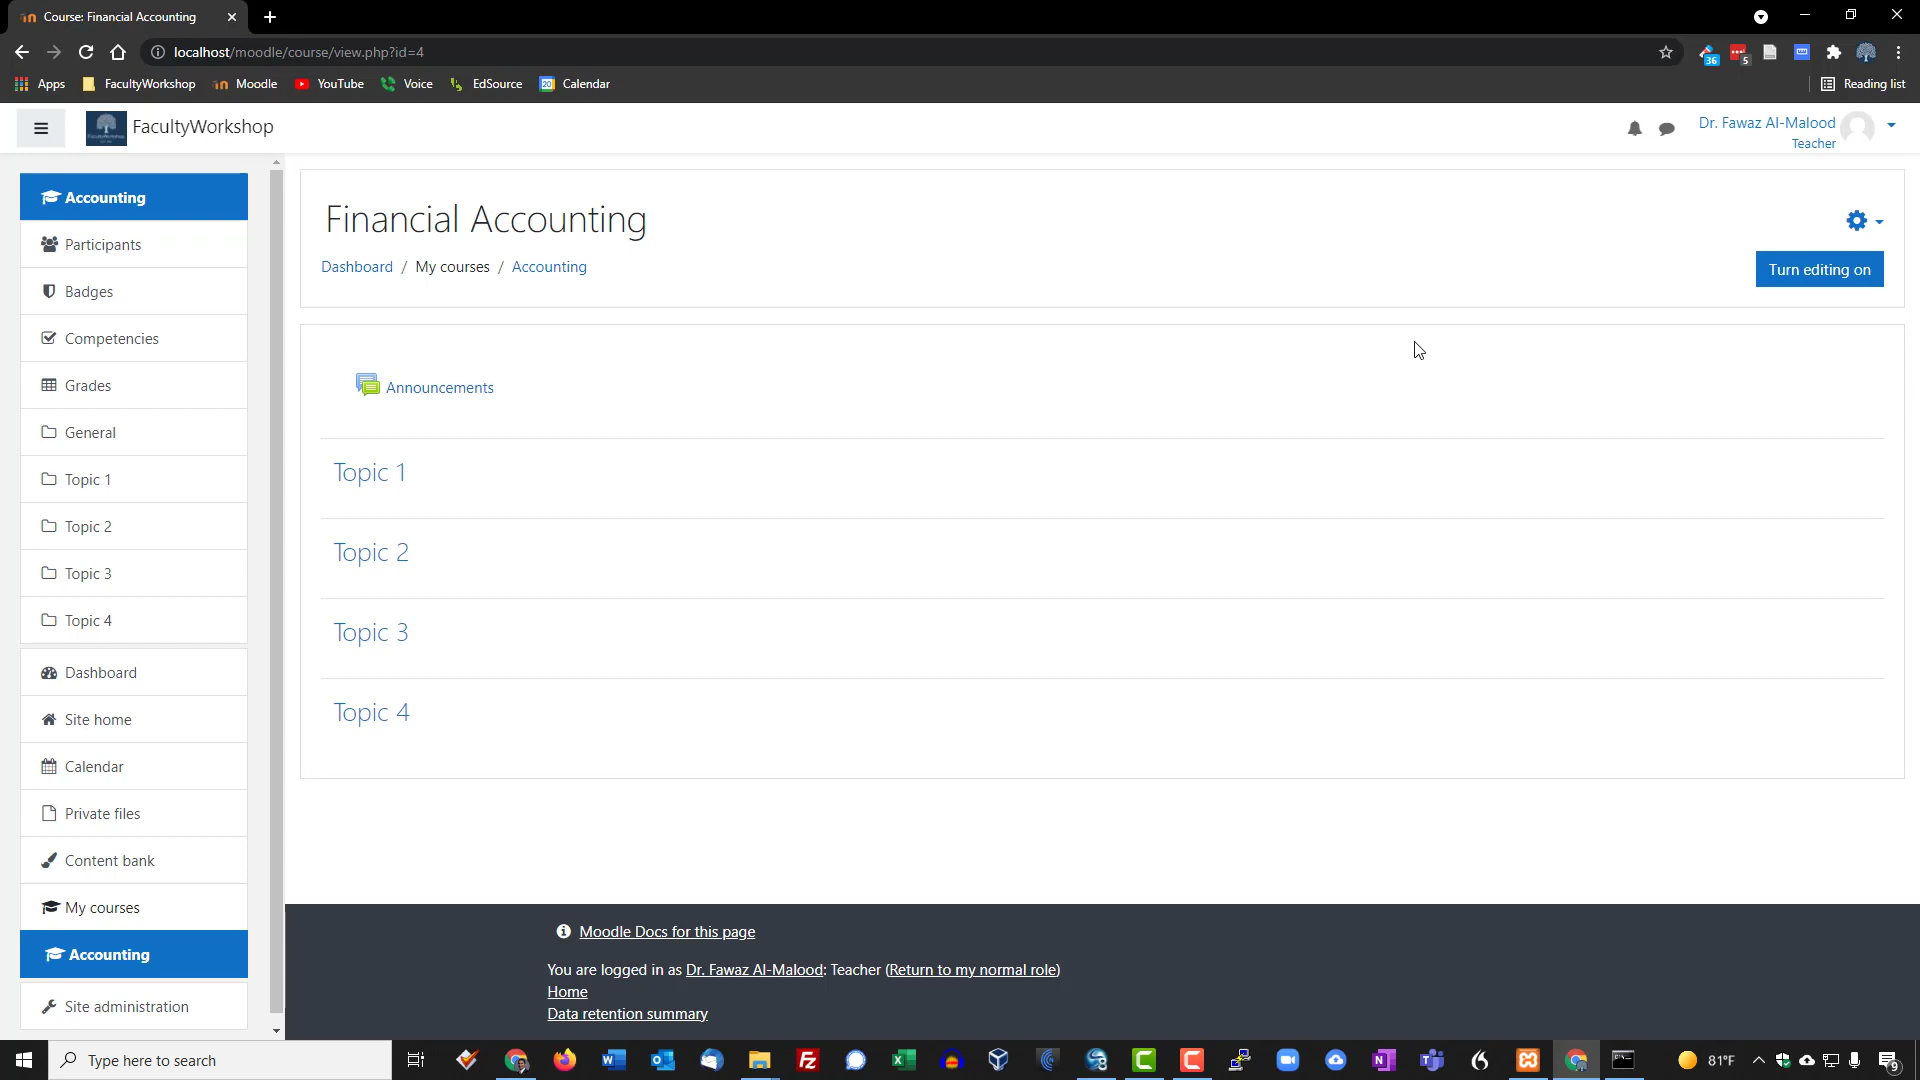 Course: Financial Accounting
localhost/moodle/course/view.php?id=4
36
5
Apps
FacultyWorkshop
Moodle
YouTube
Voice
EdSource
20
Calendar
Reading list
FacultyWorkshop
Dr. Fawaz Al-Malood
Teacher
Accounting
Participants
Badges
Competencies
Grades
General
Topic 1
Topic 2
Topic 3
Topic 4
Dashboard
Site home
Calendar
Private files
Content bank
My courses
Accounting
Site administration
Financial Accounting
Dashboard / My courses / Accounting
Turn editing on
Announcements
Topic 1
Topic 2
Topic 3
Topic 4
Moodle Docs for this page
You are logged in as Dr. Fawaz Al-Malood: Teacher (Return to my normal role)
Home
Data retention summary
Type here to search
81°F
9